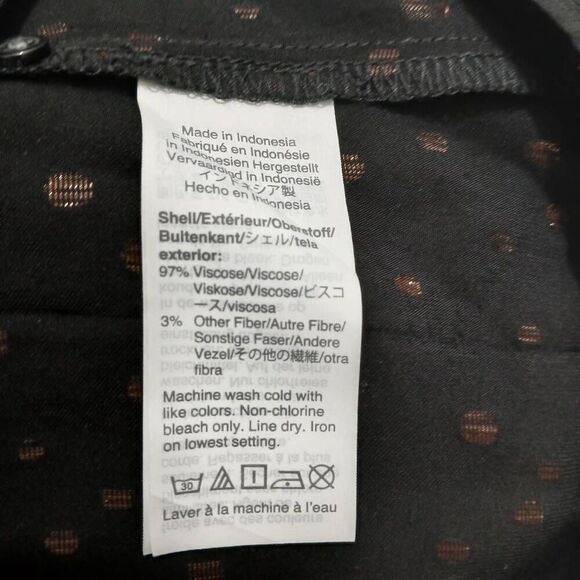 Made in Indonesia
Fabriqué en Indonésie
in Indonesien Hergestellt
Vervaardigd in Indonesië
インドネシア製
Hecho en Indonesia
Shell/Extérieur/Oberstoff/
Buitenkant/シェル/tela
exterior:
97% Viscose/Viscose/
Viskose/Viscose/ビスコ
ース/viscosa
3% Other Fiber/Autre Fibre/
Sonstige Faser/Andere
Vezel/その他の繊維/otra
fibra
Machine wash cold with
like colors. Non-chlorine
bleach only. Line dry. Iron
on lowest setting.
30
Laver à la machine à l'eau